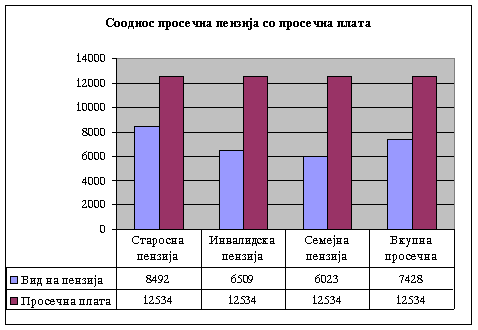 Сооднос просечна пензија со просечна плата
14000
12000
10000
8000
6000
4000
2000
0
Старосна пензија
Инвалидска пензија
Семејна пензија
Вкупна просечна
Вид на пензија 8492 6509 6023 7428
Просечна плата 12534 12534 12534 12534